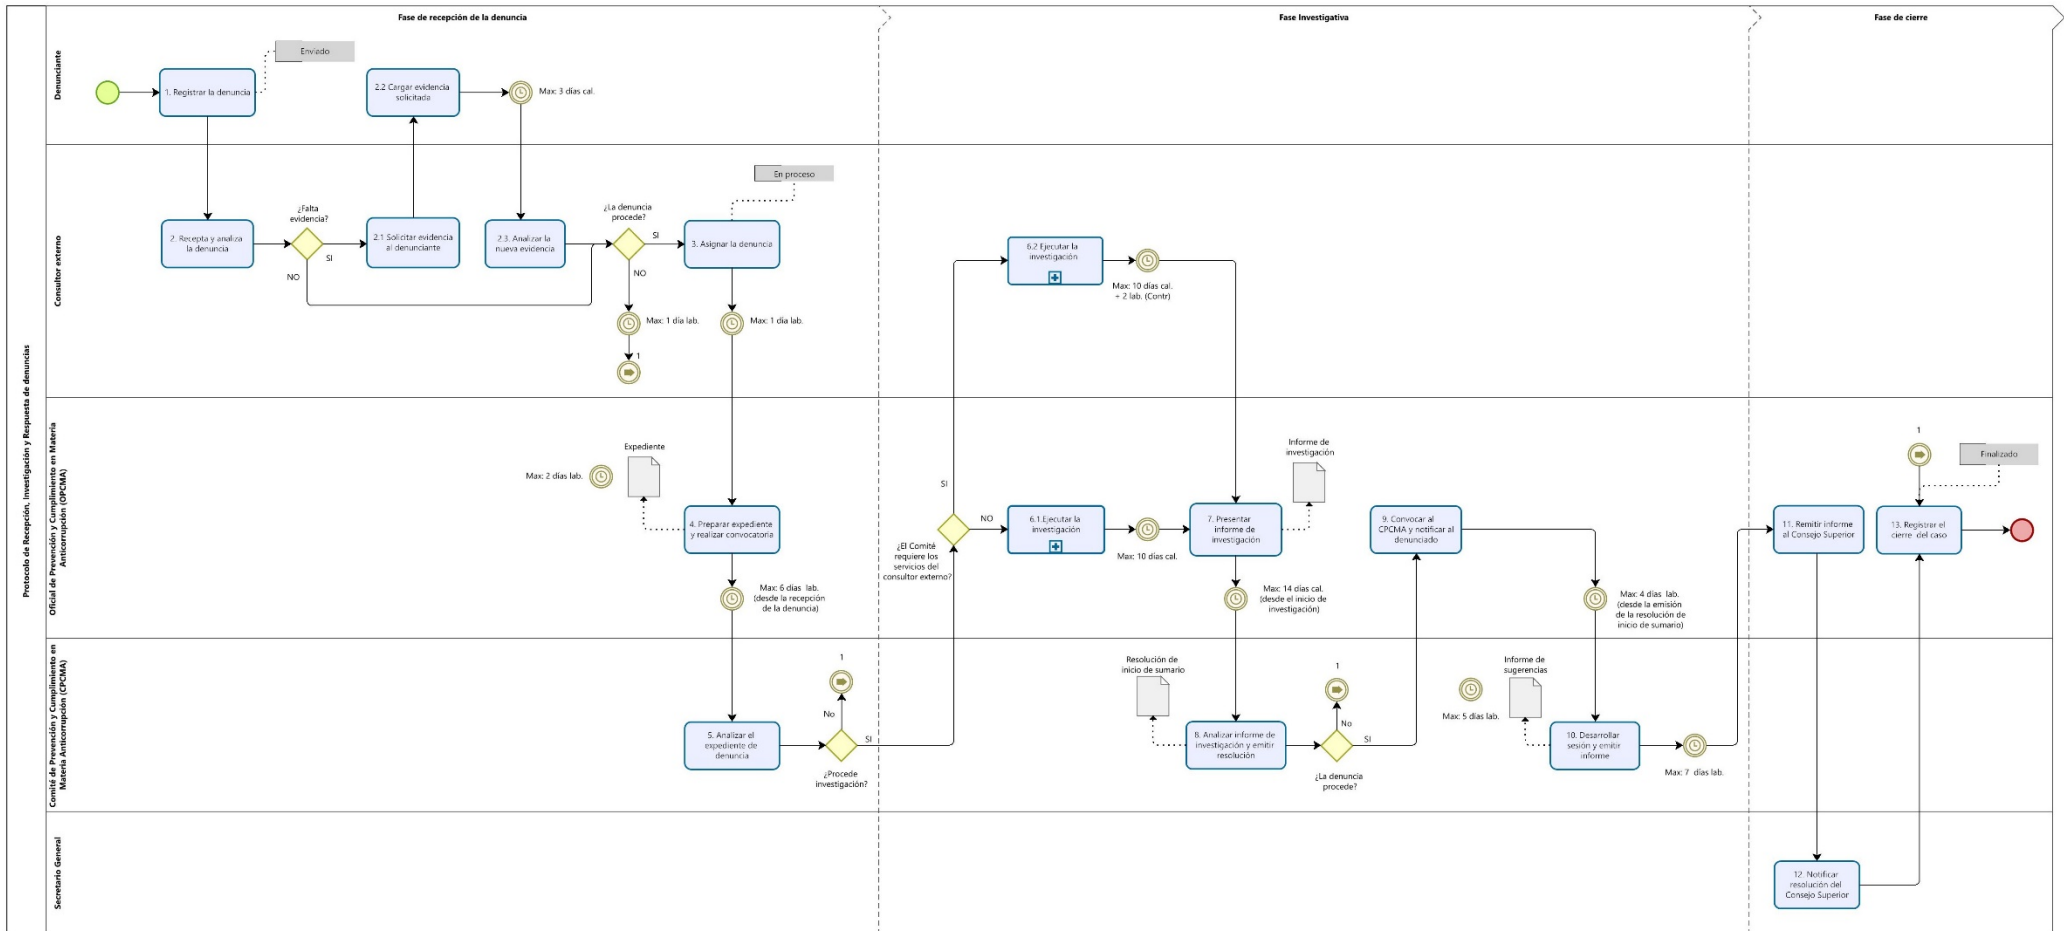 Protocolo de Recepción, Investigación y Respuesta de denuncias
Fase de recepción de la denuncia
Fase Investigativa
Fase de cierre
Denunciante
Enviado
1. Registrar la denuncia
2.2 Cargar evidencia
solicitada
Max: 3 días cal.
Consultor externo
En proceso
2. Recepta y analiza
la denuncia
¿Falta
evidencia?
SI
NO
2.1 Solicitar evidencia
al denunciante
2.3. Analizar la
nueva evidencia
¿La denuncia
procede?
SI
NO
3. Asignar la denuncia
Max: 1 día lab.
Max: 1 día lab.
1
6.2 Ejecutar la
investigación
Max: 10 días cal.
+ 2 lab. (Contr)
Oficial de Prevención y Cumplimiento en Materia
Anticorrupción (OPCMA)
Max: 2 días lab.
Expediente
4. Preparar expediente
y realizar convocatoria
Max: 6 días lab.
(desde la recepción
de la denuncia)
SI
NO
¿El Comité
requiere los
servicios del
consultor externo?
6.1.Ejecutar la
investigación
Max: 10 días cal.
Informe de
investigación
7. Presentar
informe de
investigación
Max: 14 días cal.
(desde el inicio de
investigación)
9. Convocar al
CPCMA y notificar al
denunciado
Max: 4 días lab.
(desde la emisión
de la resolución de
inicio de sumario)
11. Remitir informe
al Consejo Superior
1
Finalizado
13. Registrar el
cierre del caso
Comité de Prevención y Cumplimiento en
Materia Anticorrupción (CPCMA)
5. Analizar el
expediente de
denuncia
1
No
SI
¿Procede
investigación?
Resolución de
inicio de sumario
8. Analizar informe de
investigación y emitir
resolución
1
No
SI
¿La denuncia
procede?
Max: 5 días lab.
Informe de
sugerencias
10. Desarrollar
sesión y emitir
informe
Max: 7 días lab.
Secretario General
12. Notificar
resolución del
Consejo Superior